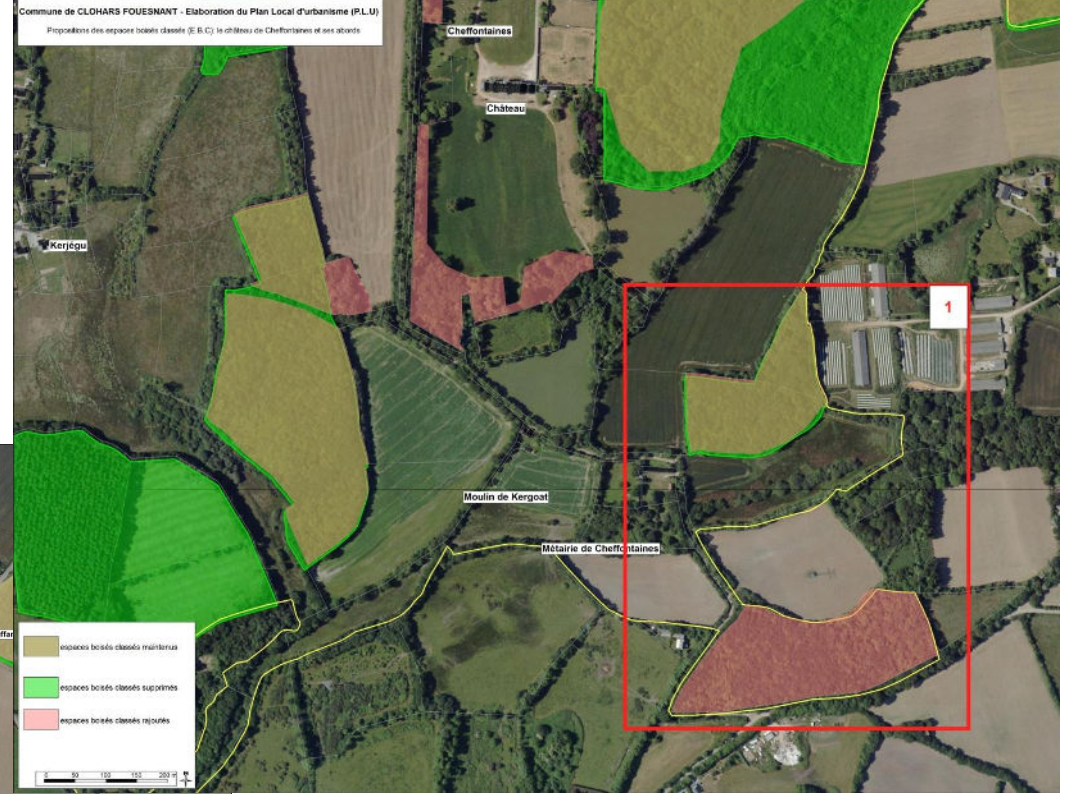 Commune de CLOHARS FOUESNANT - Elaboration du Plan Local d'urbanisme (P.L.U)
Propositions des espaces boisés classés (E.B.C): le château de Cheffontaines et ses abords
Cheffontaines
Château
Kerjégu
1
Moulin de Kergoat
Métairie de Cheffontaines
espaces boisés classés maintenus
espaces boisés classés supprimés
espaces boisés classés rajoutés
0 50 100 150 200 m
N